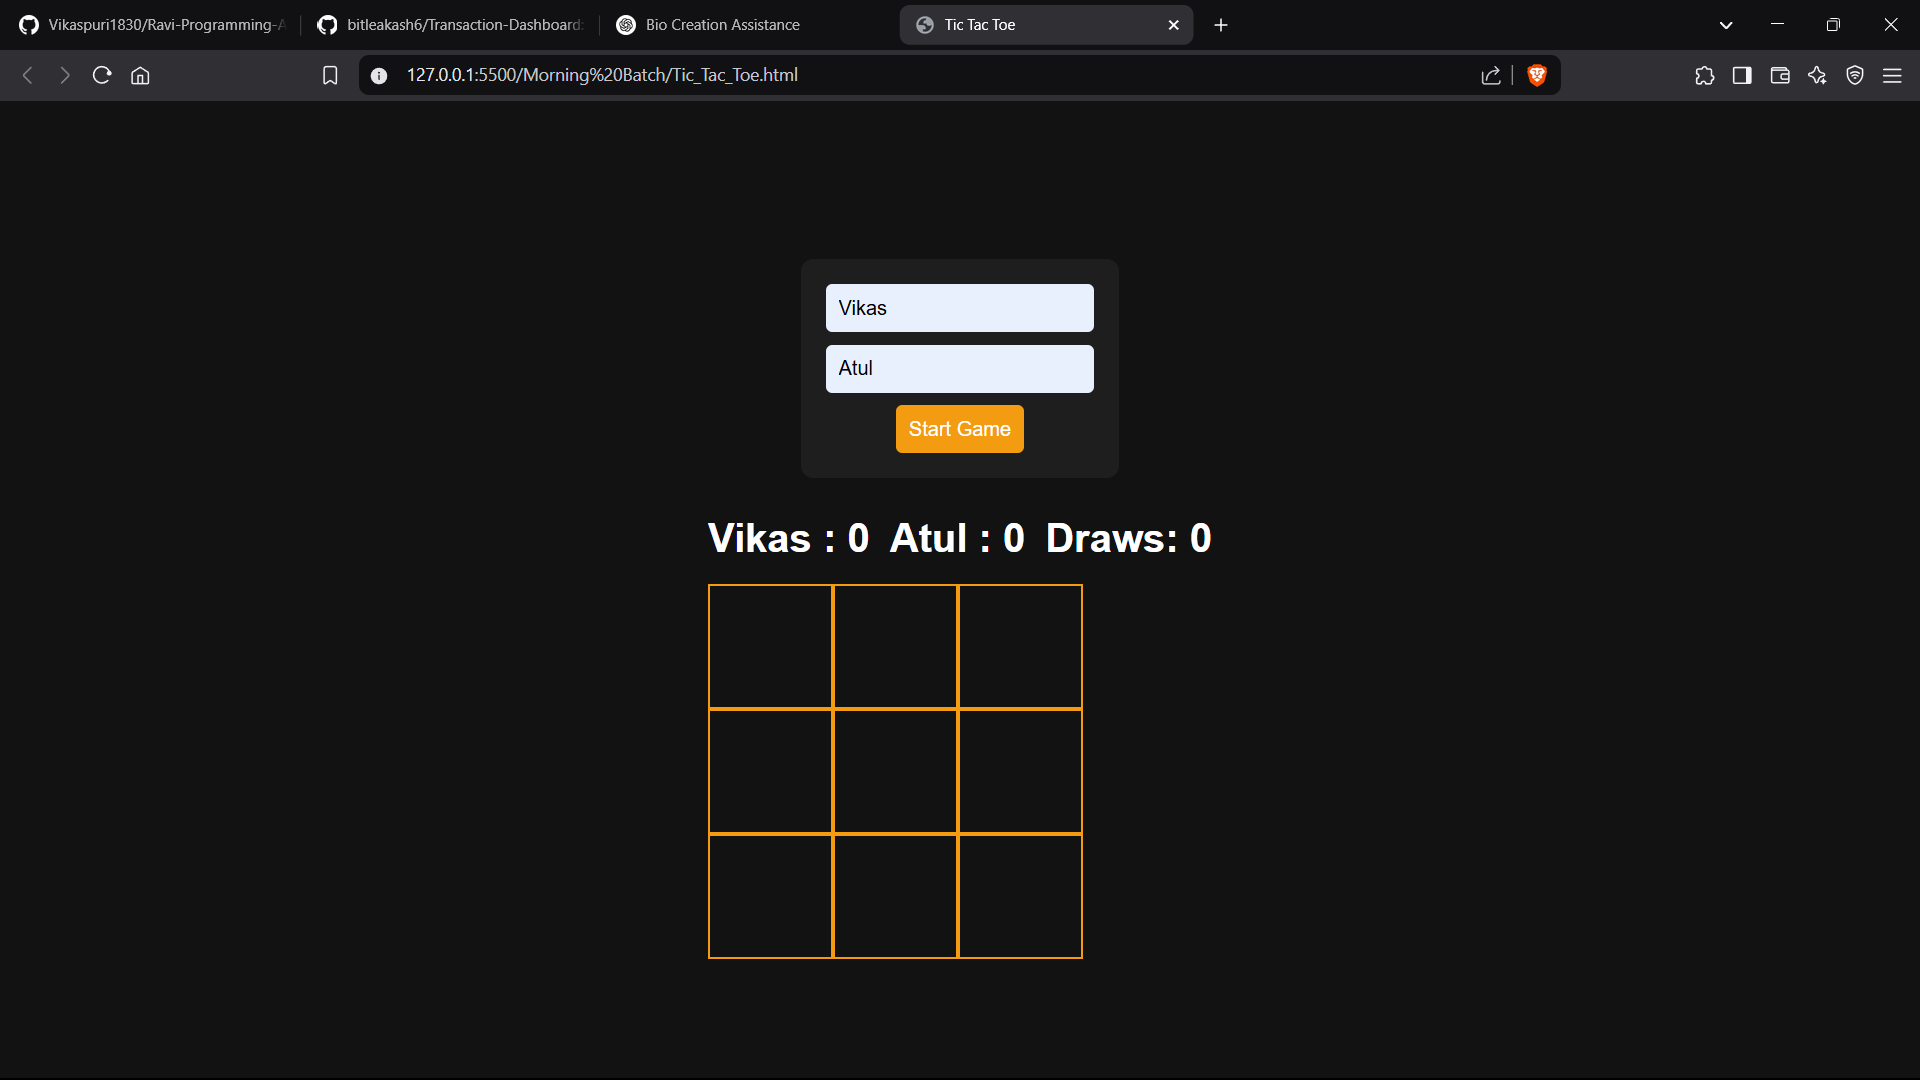 Vikaspuri1830/Ravi-Programming-
bitleakash6/Transaction-Dashboard
Bio Creation Assistance
Tic Tac Toe
127.0.0.1:5500/Morning%20Batch/Tic_Tac_Toe.html
Vikas
Atul
Start Game
Vikas : 0 Atul : 0 Draws: 0